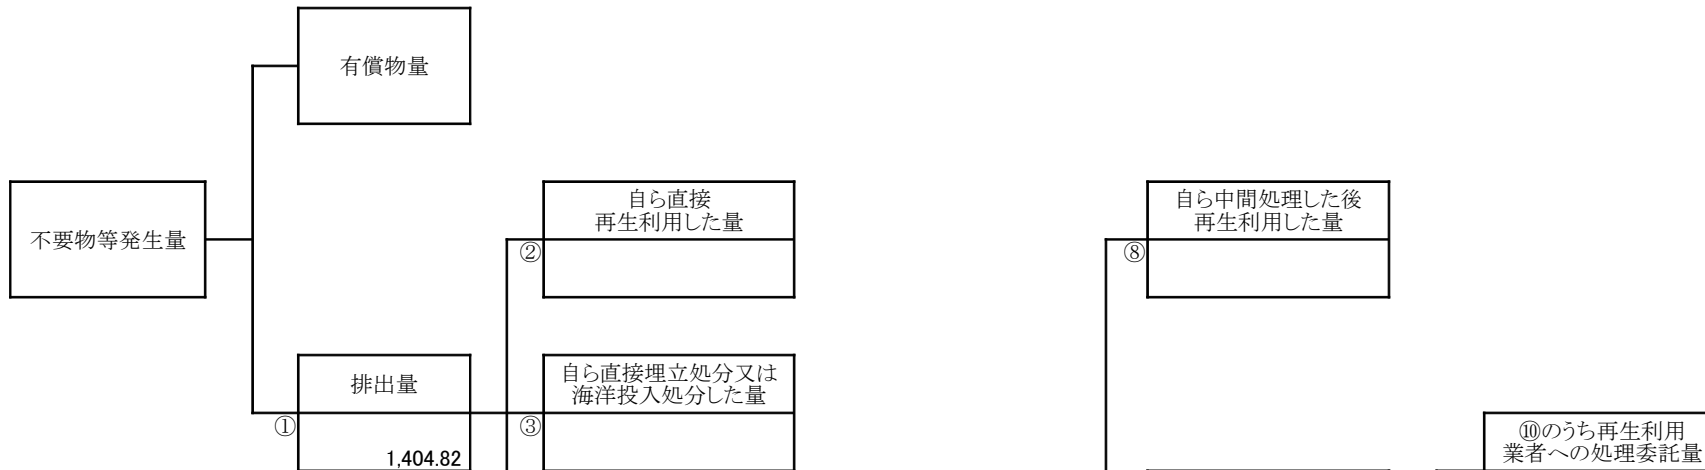 有償物量
不要物等発生量
自ら直接
再生利用した量
②
自ら中間処理した後
再生利用した量
⑧
排出量
①
1,404.82
自ら直接埋立処分又は
海洋投入処分した量
③
⑩のうち再生利用
業者への処理委託量